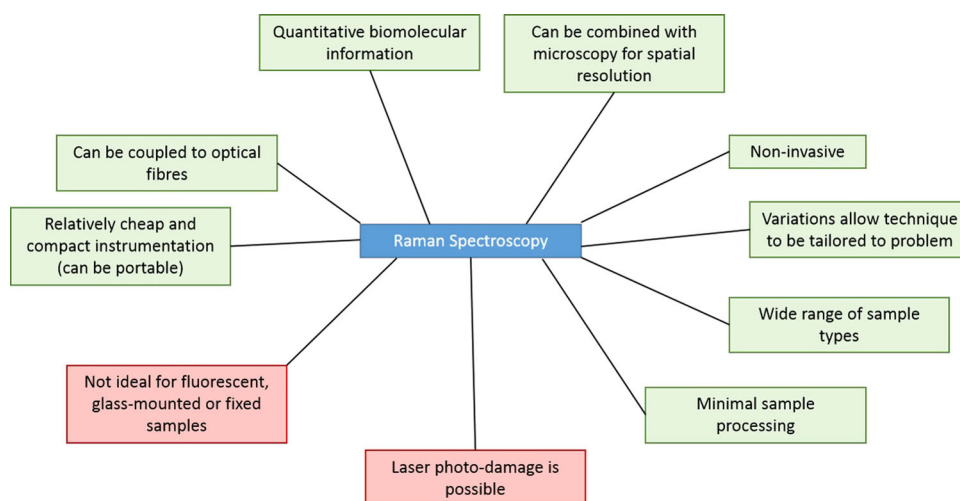 Quantitative biomolecular
information
Can be combined with
microscopy for spatial
resolution
Can be coupled to optical
fibres
Non-invasive
Relatively cheap and
compact instrumentation
(can be portable)
Raman Spectroscopy
Variations allow technique
to be tailored to problem
Wide range of sample
types
Not ideal for fluorescent,
glass-mounted or fixed
samples
Minimal sample
processing
Laser photo-damage is
possible